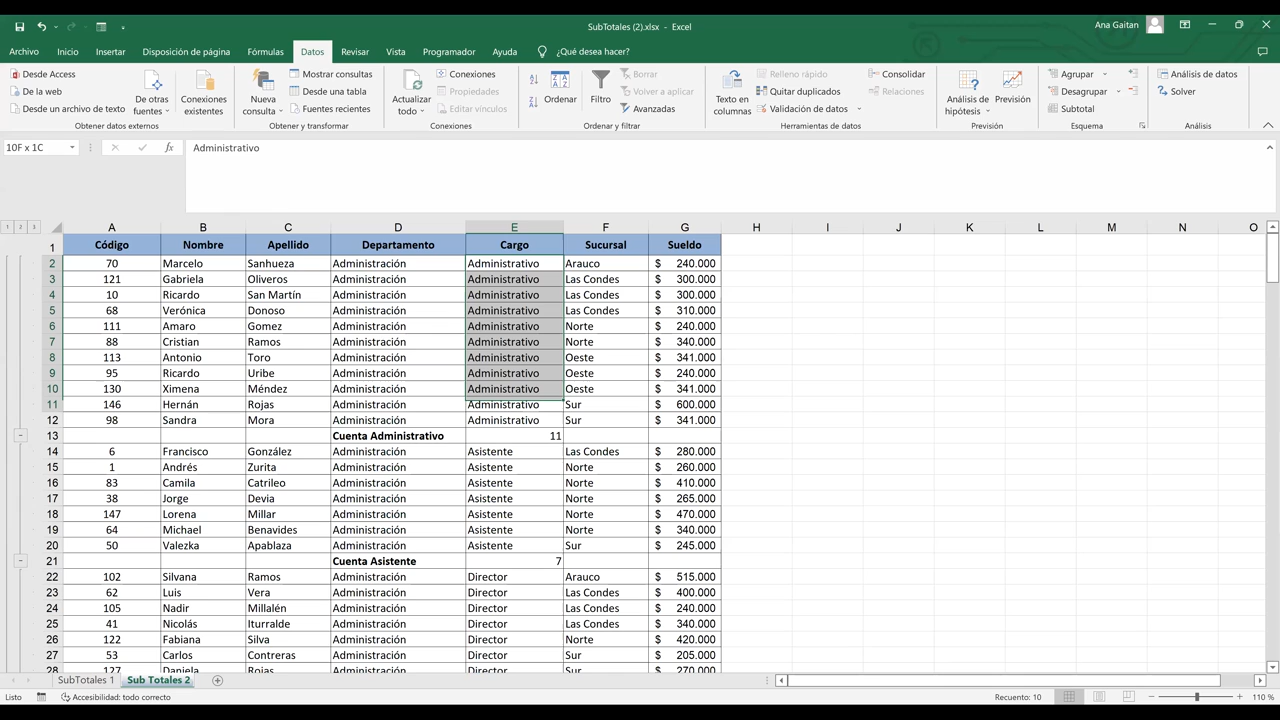 SubTotales (2).xlsx - Excel
Ana Gaitan
Archivo Inicio Insertar Disposición de página Fórmulas Datos Revisar Vista Programador Ayuda ¿Qué desea hacer?
Desde Access
De la web
Desde un archivo de texto
De otras fuentes
Conexiones existentes
Obtener datos externos
Nueva consulta
Mostrar consultas
Desde una tabla
Fuentes recientes
Obtener y transformar
Actualizar todo
Conexiones
Propiedades
Editar vínculos
Conexiones
Ordenar
Filtro
Borrar
Volver a aplicar
Avanzadas
Ordenar y filtrar
Texto en columnas
Relleno rápido
Quitar duplicados
Validación de datos
Consolidar
Relaciones
Herramientas de datos
Análisis de hipótesis
Previsión
Previsión
Agrupar
Desagrupar
Subtotal
Esquema
Análisis de datos
Solver
Análisis
10F x 1C fx Administrativo
1 2 3 A B C D E F G H I J K L M N O
1 Código Nombre Apellido Departamento Cargo Sucursal Sueldo
2 70 Marcelo Sanhueza Administración Administrativo Arauco $ 240.000
3 121 Gabriela Oliveros Administración Administrativo Las Condes $ 300.000
4 10 Ricardo San Martín Administración Administrativo Las Condes $ 300.000
5 68 Verónica Donoso Administración Administrativo Las Condes $ 310.000
6 111 Amaro Gomez Administración Administrativo Norte $ 240.000
7 88 Cristian Ramos Administración Administrativo Norte $ 340.000
8 113 Antonio Toro Administración Administrativo Oeste $ 341.000
9 95 Ricardo Uribe Administración Administrativo Oeste $ 240.000
10 130 Ximena Méndez Administración Administrativo Oeste $ 341.000
11 146 Hernán Rojas Administración Administrativo Sur $ 600.000
12 98 Sandra Mora Administración Administrativo Sur $ 341.000
13 Cuenta Administrativo 11
14 6 Francisco González Administración Asistente Las Condes $ 280.000
15 1 Andrés Zurita Administración Asistente Norte $ 260.000
16 83 Camila Catrileo Administración Asistente Norte $ 410.000
17 38 Jorge Devia Administración Asistente Norte $ 265.000
18 147 Lorena Millar Administración Asistente Norte $ 470.000
19 64 Michael Benavides Administración Asistente Norte $ 340.000
20 50 Valezka Apablaza Administración Asistente Sur $ 245.000
21 Cuenta Asistente 7
22 102 Silvana Ramos Administración Director Arauco $ 515.000
23 62 Luis Vera Administración Director Las Condes $ 400.000
24 105 Nadir Millalén Administración Director Las Condes $ 240.000
25 41 Nicolás Iturralde Administración Director Las Condes $ 340.000
26 122 Fabiana Silva Administración Director Norte $ 420.000
27 53 Carlos Contreras Administración Director Sur $ 205.000
28 127 Daniela Rojas Administración Director Sur $ 270.000
SubTotales 1 Sub Totales 2
Listo Accesibilidad: todo correcto Recuento: 10 110 %